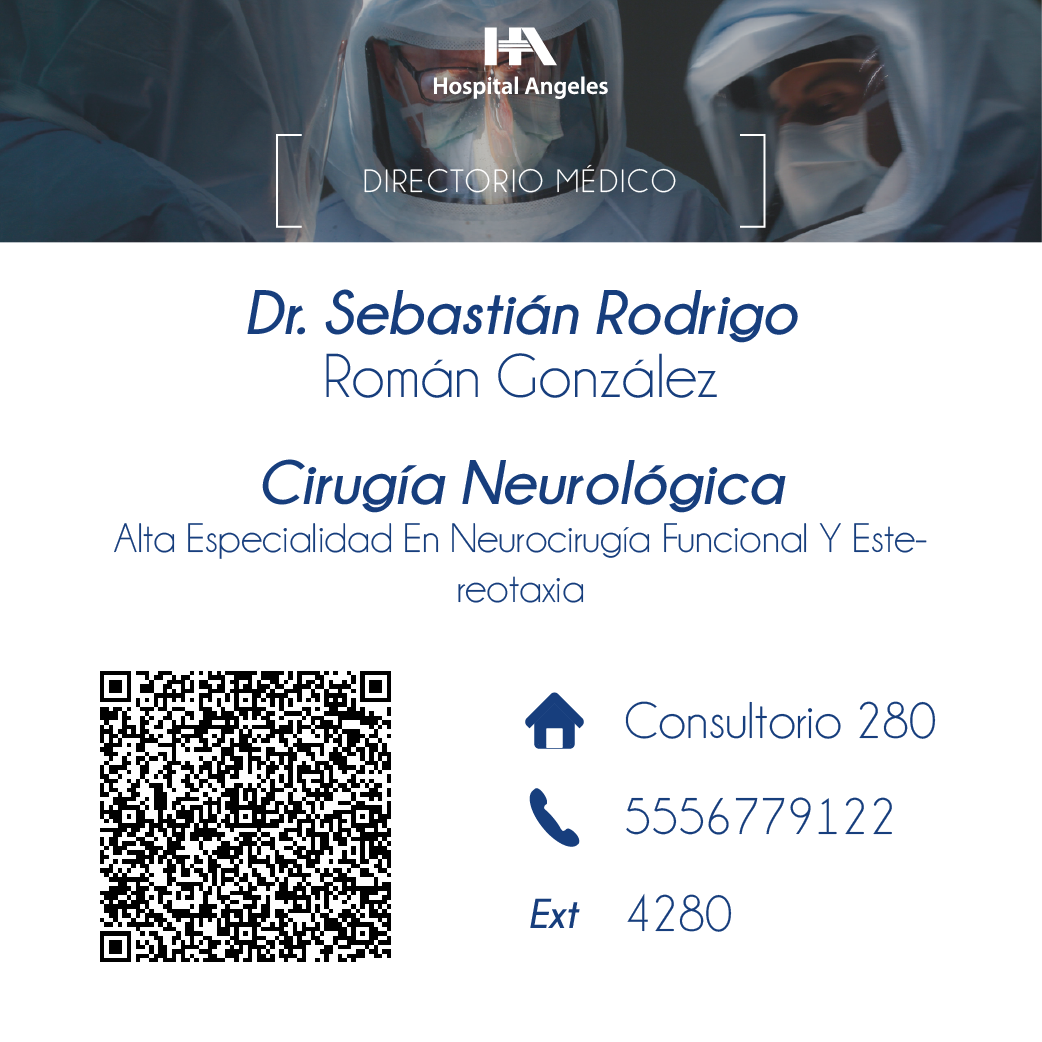 HA
Hospital Angeles
DIRECTORIO MÉDICO
Dr. Sebastián Rodrigo
Román González
Cirugía Neurológica
Alta Especialidad En Neurocirugía Funcional Y Este-
reotaxia
Consultorio 280
5556779122
Ext 4280